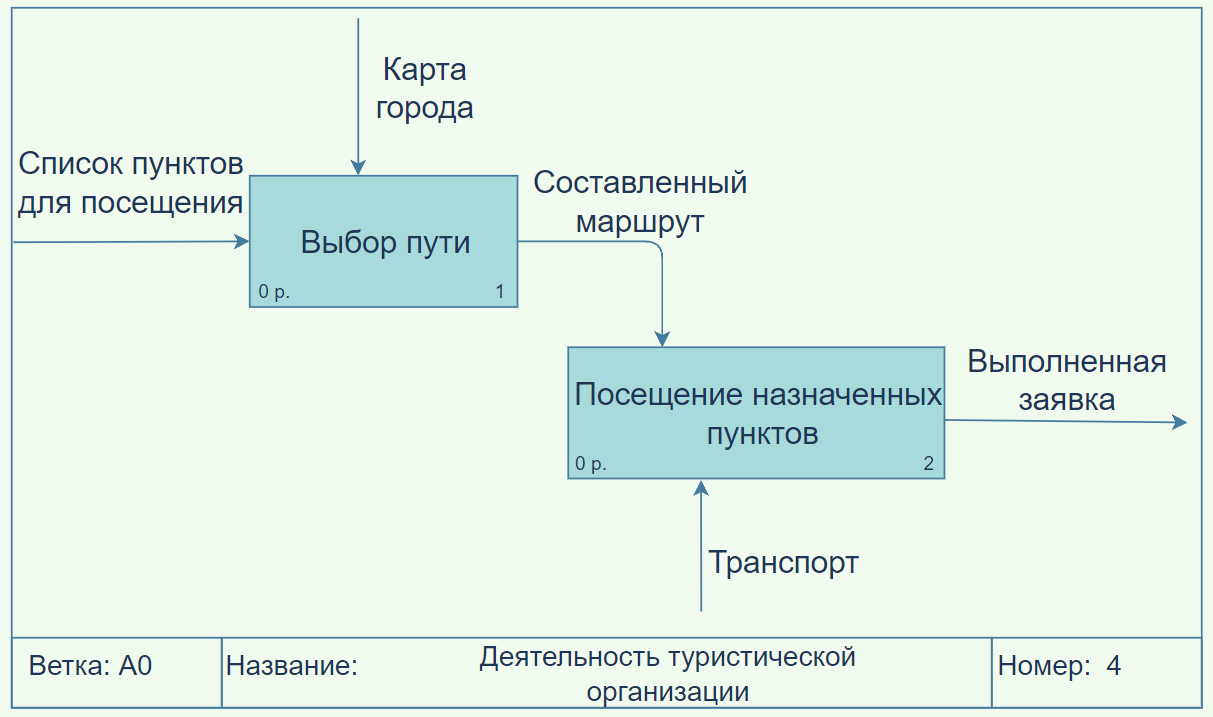 Карта
города
Список пунктов
для посещения
Составленный
маршрут
Выбор пути
0 р.
1
Посещение назначенных
пунктов
0 р.
2
Выполненная
заявка
Транспорт
Ветка: А0
Название:
Деятельность туристической
организации
Номер: 4